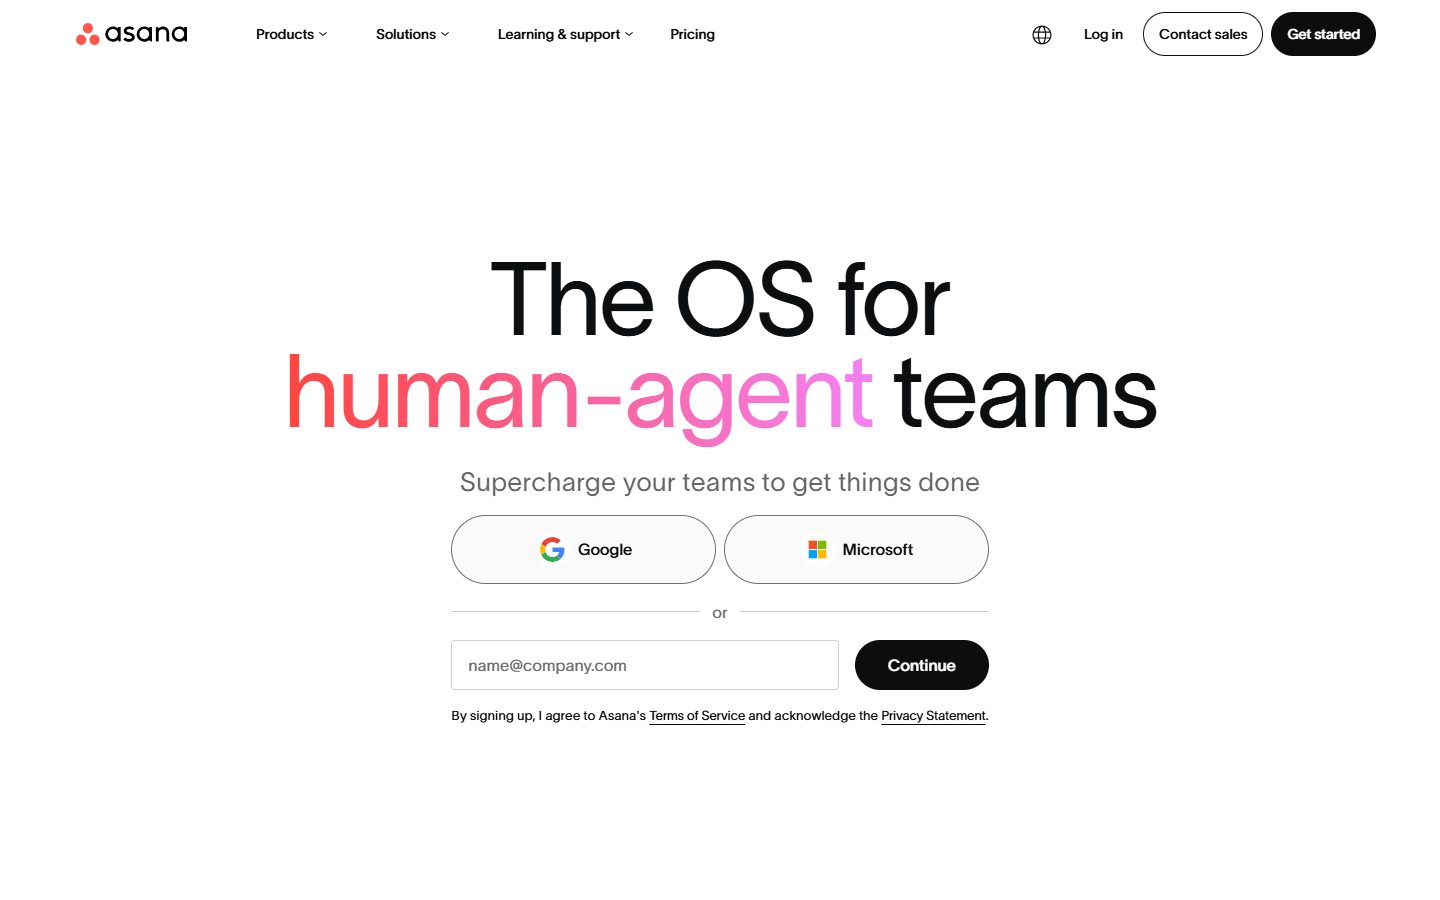 asana
Products
Solutions
Learning & support
Pricing
Log in
Contact sales
Get started
The OS for
human-agent teams
Supercharge your teams to get things done
Google
Microsoft
or
name@company.com
Continue
By signing up, I agree to Asana's Terms of Service and acknowledge the Privacy Statement.